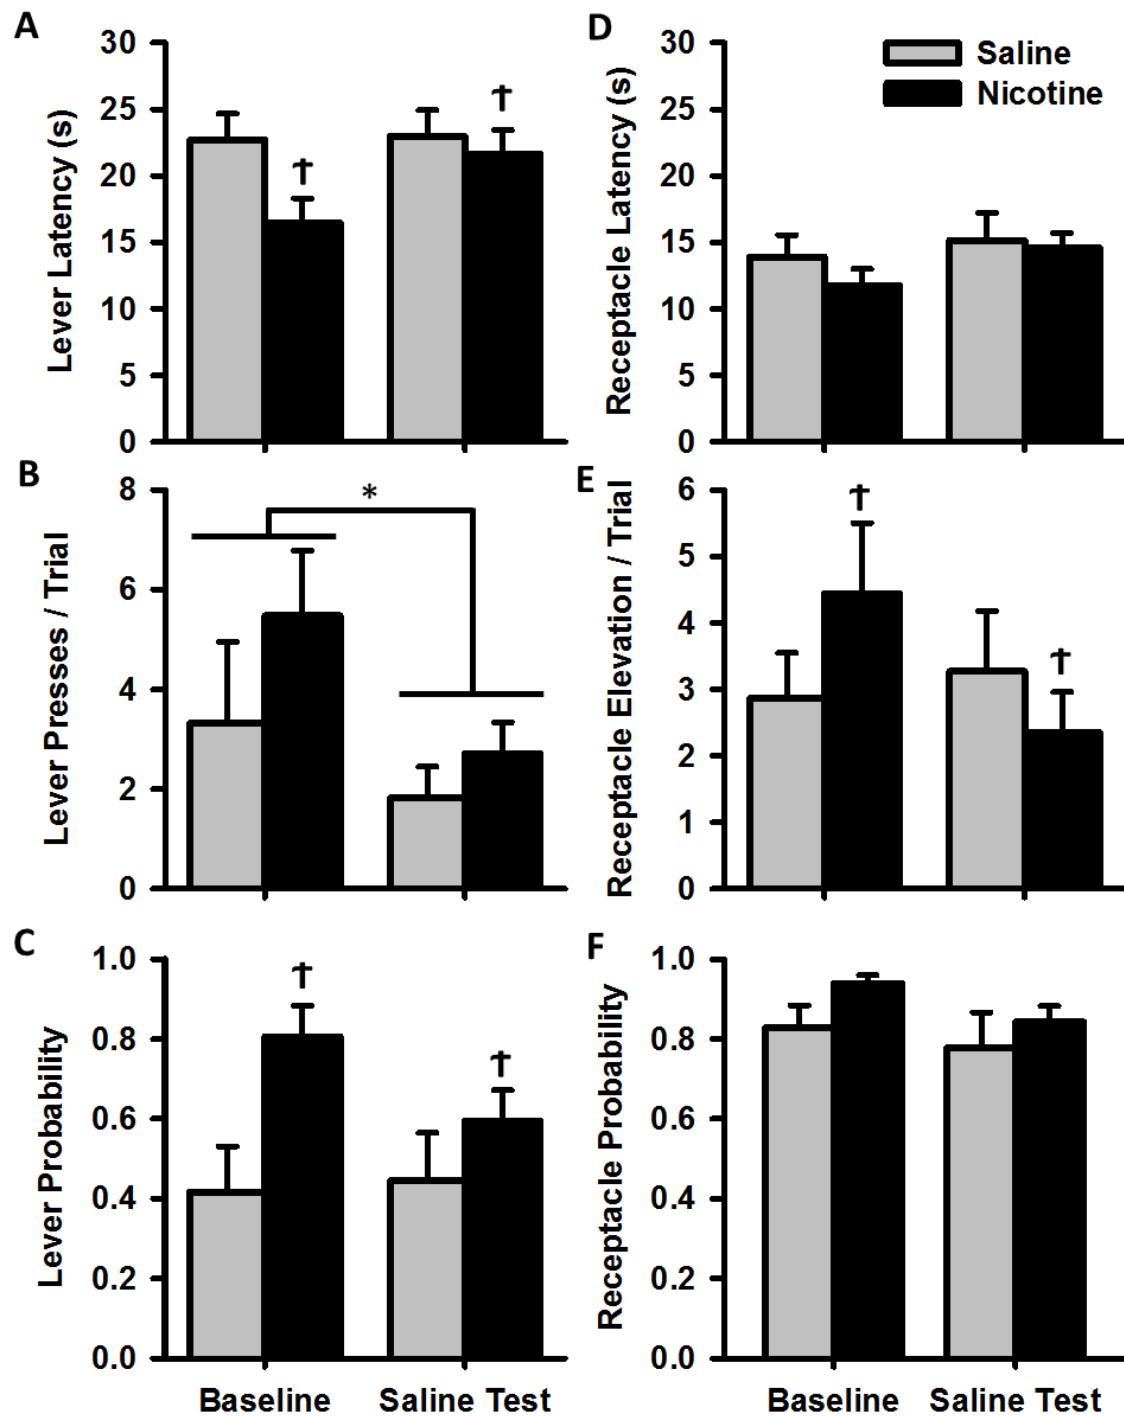 A
Lever Latency (s)
30
25
20
15
10
5
0
†
†
D
Receptacle Latency (s)
30
25
20
15
10
5
0
Saline
Nicotine
B
Lever Presses / Trial
8
6
4
2
0
*
E
Receptacle Elevation / Trial
6
5
4
3
2
1
0
†
†
C
Lever Probability
1.0
0.8
0.6
0.4
0.2
0.0
†
†
Baseline
Saline Test
F
Receptacle Probability
1.0
0.8
0.6
0.4
0.2
0.0
Baseline
Saline Test